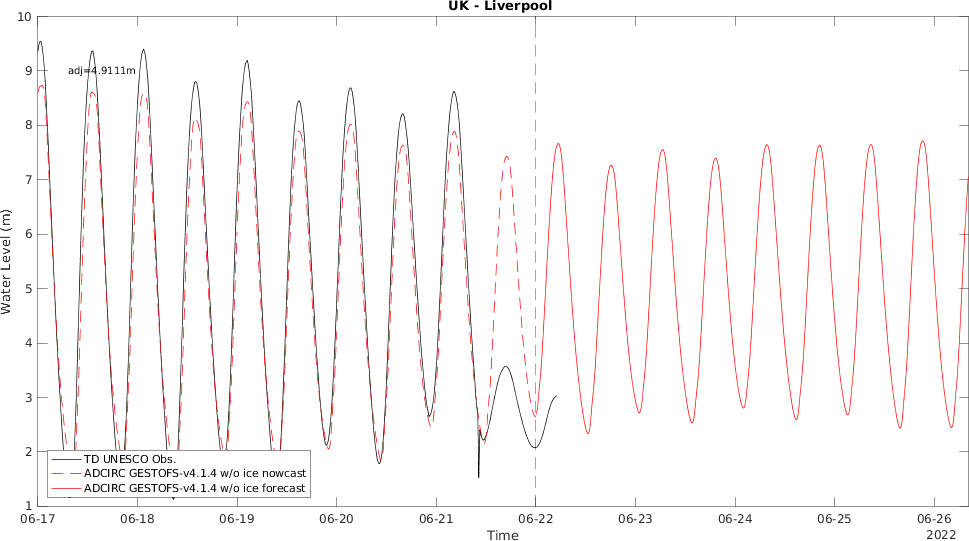 UK - Liverpool
10
9
8
7
6
5
4
3
2
1
Water Level (m)
adj=4.9111m
TD UNESCO Obs.
ADCIRC GESTOFS-v4.1.4 w/o ice nowcast
ADCIRC GESTOFS-v4.1.4 w/o ice forecast
06-17 06-18 06-19 06-20 06-21 06-22 06-23 06-24 06-25 06-26
Time
2022